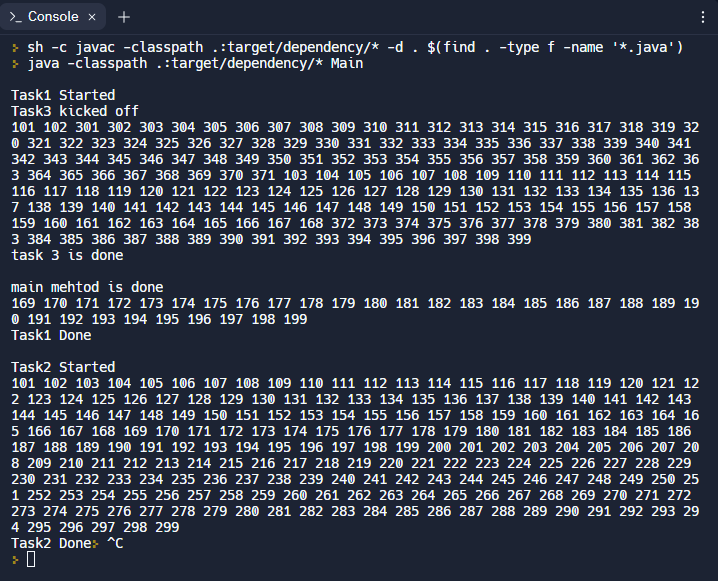 Console × +
sh -c javac -classpath .:target/dependency/* -d . $(find . -type f -name '*.java')
java -classpath .:target/dependency/* Main
Task1 Started
Task3 kicked off
101 102 301 302 303 304 305 306 307 308 309 310 311 312 313 314 315 316 317 318 319 32
0 321 322 323 324 325 326 327 328 329 330 331 332 333 334 335 336 337 338 339 340 341
342 343 344 345 346 347 348 349 350 351 352 353 354 355 356 357 358 359 360 361 362 36
3 364 365 366 367 368 369 370 371 103 104 105 106 107 108 109 110 111 112 113 114 115
116 117 118 119 120 121 122 123 124 125 126 127 128 129 130 131 132 133 134 135 136 13
7 138 139 140 141 142 143 144 145 146 147 148 149 150 151 152 153 154 155 156 157 158
159 160 161 162 163 164 165 166 167 168 372 373 374 375 376 377 378 379 380 381 382 38
3 384 385 386 387 388 389 390 391 392 393 394 395 396 397 398 399
task 3 is done
main mehtod is done
169 170 171 172 173 174 175 176 177 178 179 180 181 182 183 184 185 186 187 188 189 19
0 191 192 193 194 195 196 197 198 199
Task1 Done
Task2 Started
101 102 103 104 105 106 107 108 109 110 111 112 113 114 115 116 117 118 119 120 121 12
2 123 124 125 126 127 128 129 130 131 132 133 134 135 136 137 138 139 140 141 142 143
144 145 146 147 148 149 150 151 152 153 154 155 156 157 158 159 160 161 162 163 164 16
5 166 167 168 169 170 171 172 173 174 175 176 177 178 179 180 181 182 183 184 185 186
187 188 189 190 191 192 193 194 195 196 197 198 199 200 201 202 203 204 205 206 207 20
8 209 210 211 212 213 214 215 216 217 218 219 220 221 222 223 224 225 226 227 228 229
230 231 232 233 234 235 236 237 238 239 240 241 242 243 244 245 246 247 248 249 250 25
1 252 253 254 255 256 257 258 259 260 261 262 263 264 265 266 267 268 269 270 271 272
273 274 275 276 277 278 279 280 281 282 283 284 285 286 287 288 289 290 291 292 293 29
4 295 296 297 298 299
Task2 Done ^C